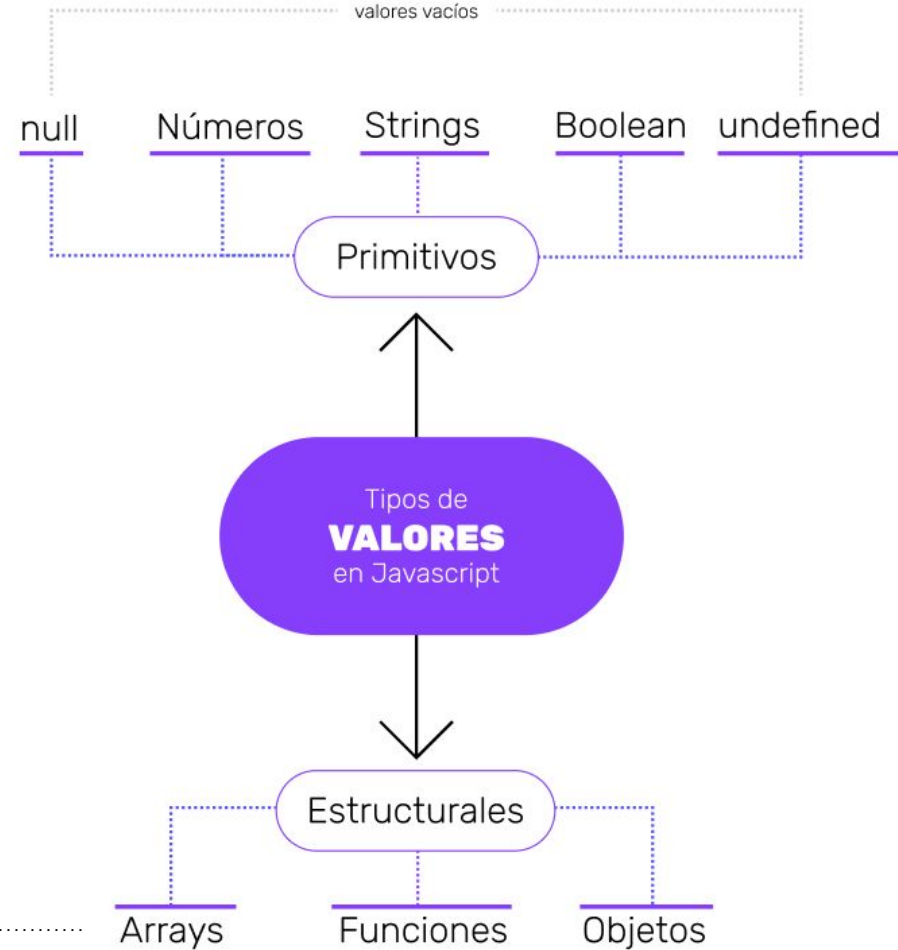 valores vacíos
null
Números
Strings
Boolean
undefined
Primitivos
Tipos de
VALORES
en Javascript
Estructurales
Arrays
Funciones
Objetos